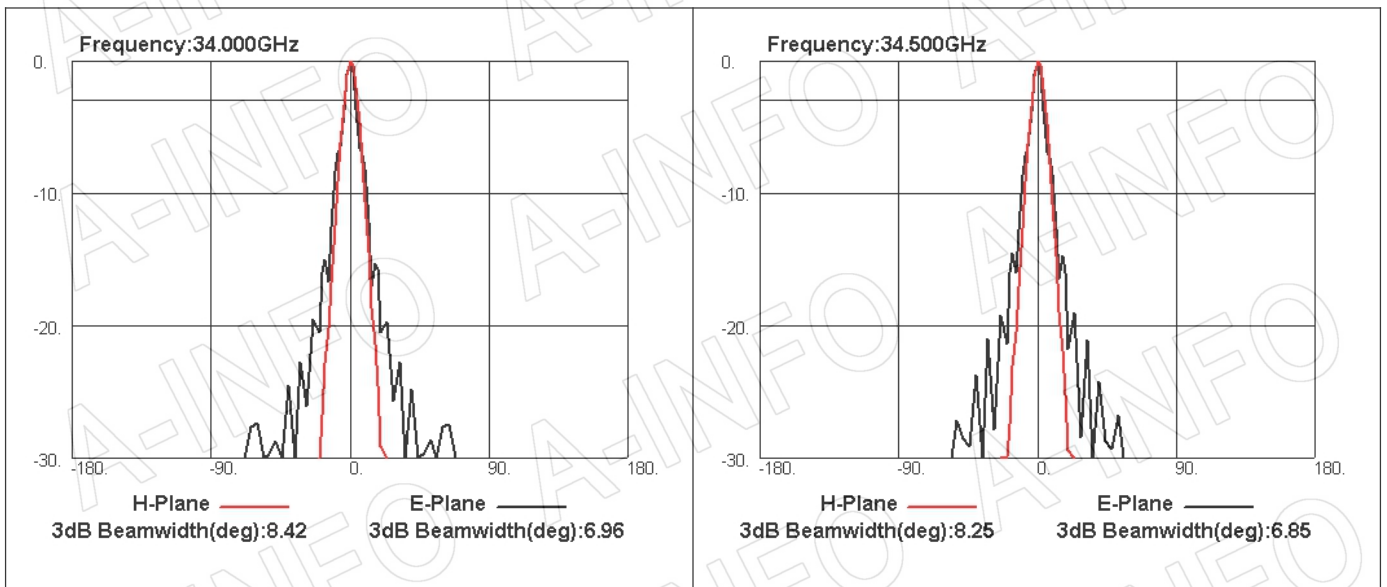 Frequency:34.000GHz
0.
-10.
-20.
-30.
-180.
-90.
0.
90.
180.
H-Plane
E-Plane
3dB Beamwidth(deg):8.42
3dB Beamwidth(deg):6.96
Frequency:34.500GHz
0.
-10.
-20.
-30.
-180.
-90.
0.
90.
180.
H-Plane
E-Plane
3dB Beamwidth(deg):8.25
3dB Beamwidth(deg):6.85
A-INFO
A-INFO
A-INFO
A-INFO
A-INFO
A-INFO